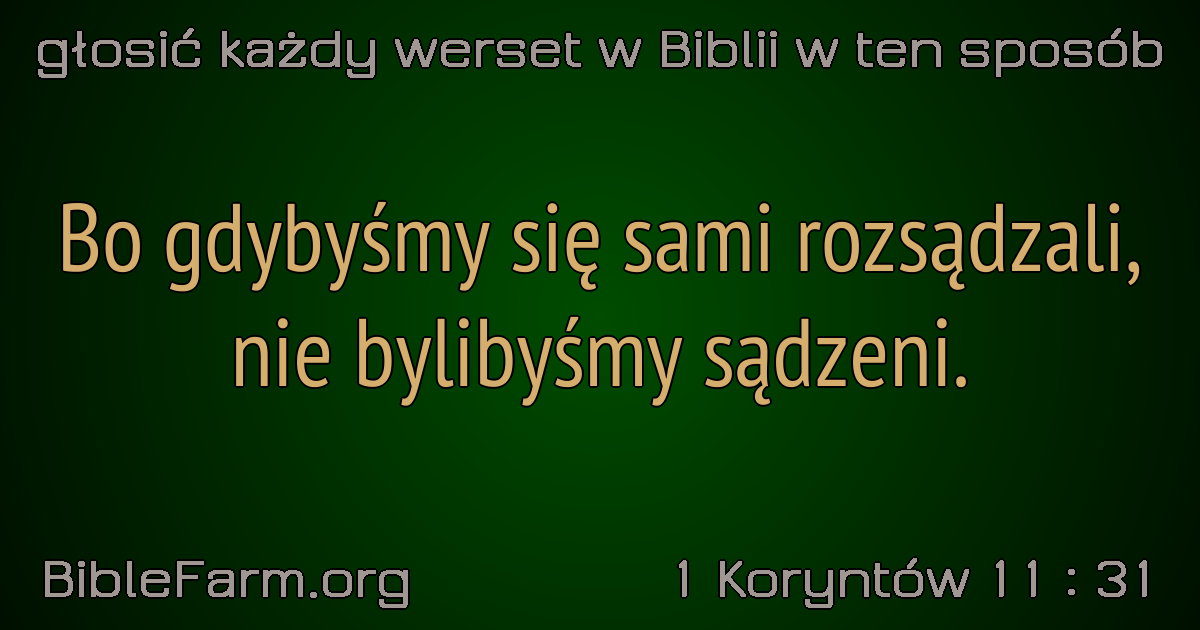 głosić każdy werset w Biblii w ten sposób
Bo gdybyśmy się sami rozsądzali,
nie bylibyśmy sądzeni.
BibleFarm.org
1 Koryntów 11 : 31